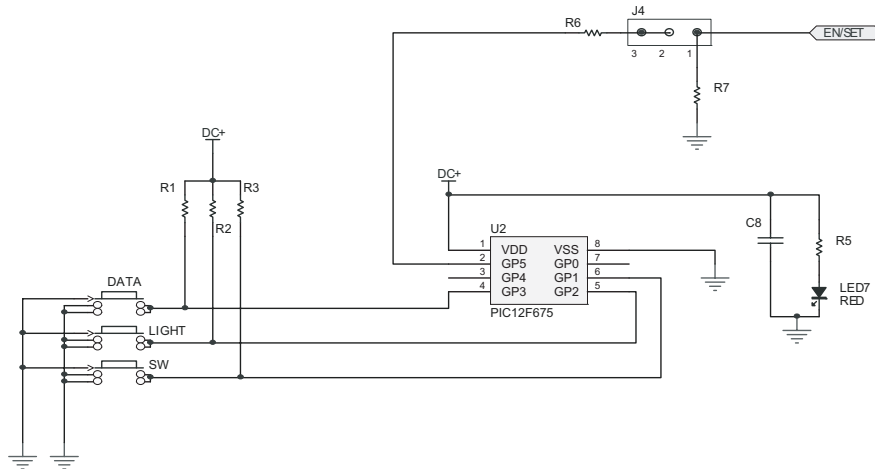 J4
R6
EN/SET
3 2 1
R7
DC+
R1 R3
R2
DC+
C8
R5
U2
1 VDD VSS 8
2 GP5 GP0 7
3 GP4 GP1 6
4 GP3 GP2 5
PIC12F675
LED7
RED
DATA
LIGHT
SW